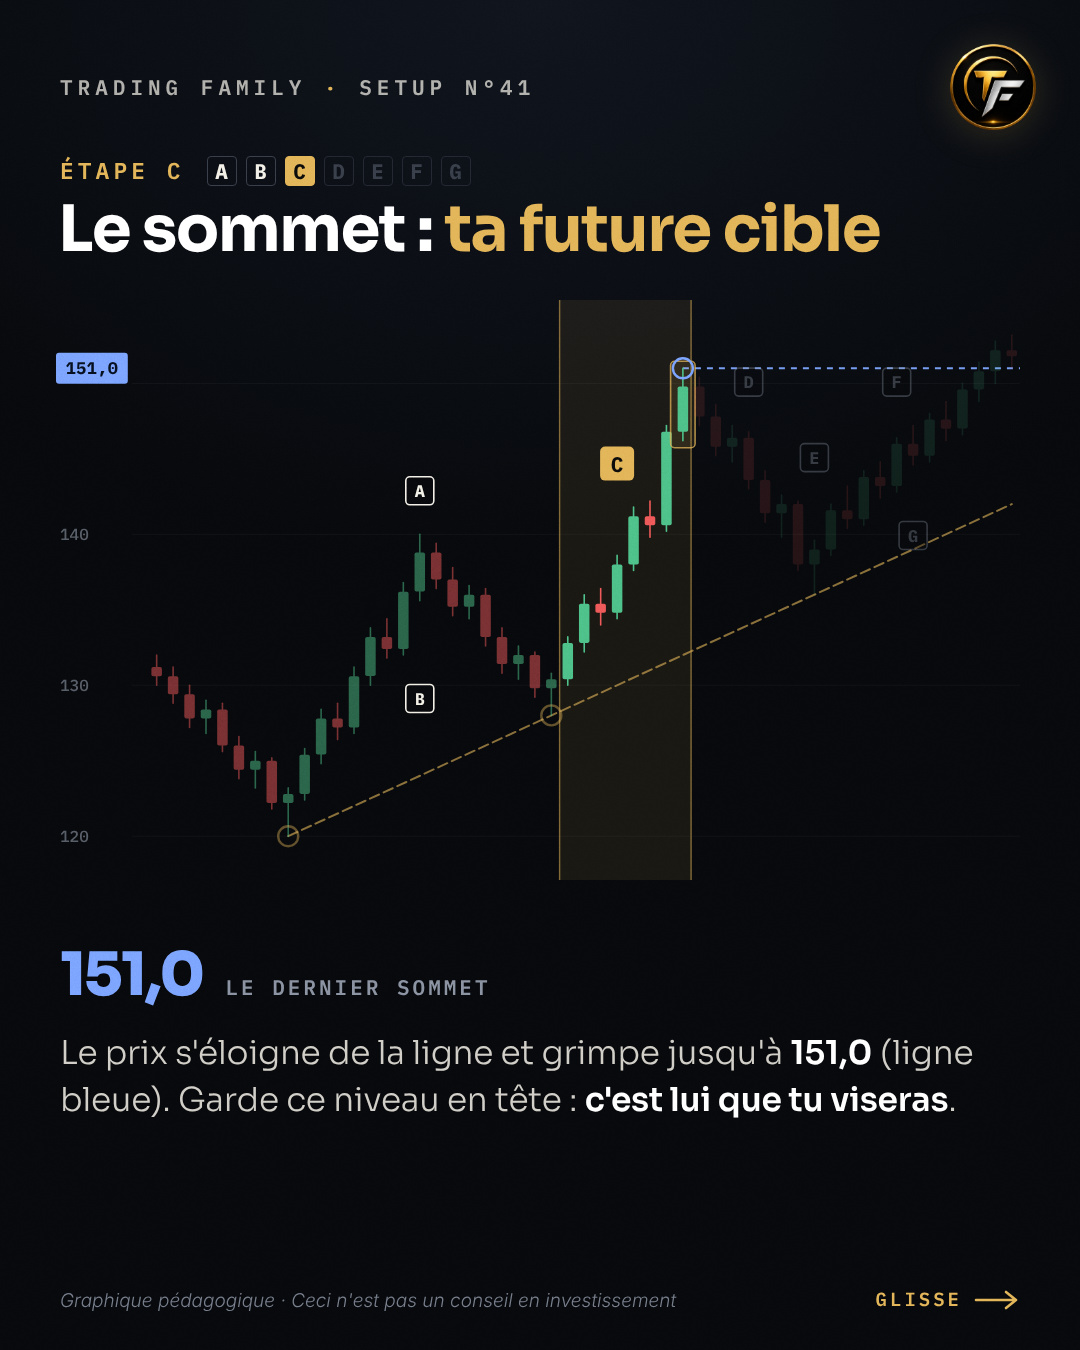 TRADING FAMILY · SETUP N°41
TF
ÉTAPE C A B C D E F G
Le sommet : ta future cible
151,0
D F
C E
A
140
G
130
B
120
151,0 LE DERNIER SOMMET
Le prix s'éloigne de la ligne et grimpe jusqu'à 151,0 (ligne
bleue). Garde ce niveau en tête : c'est lui que tu viseras.
Graphique pédagogique · Ceci n'est pas un conseil en investissement
GLISSE →